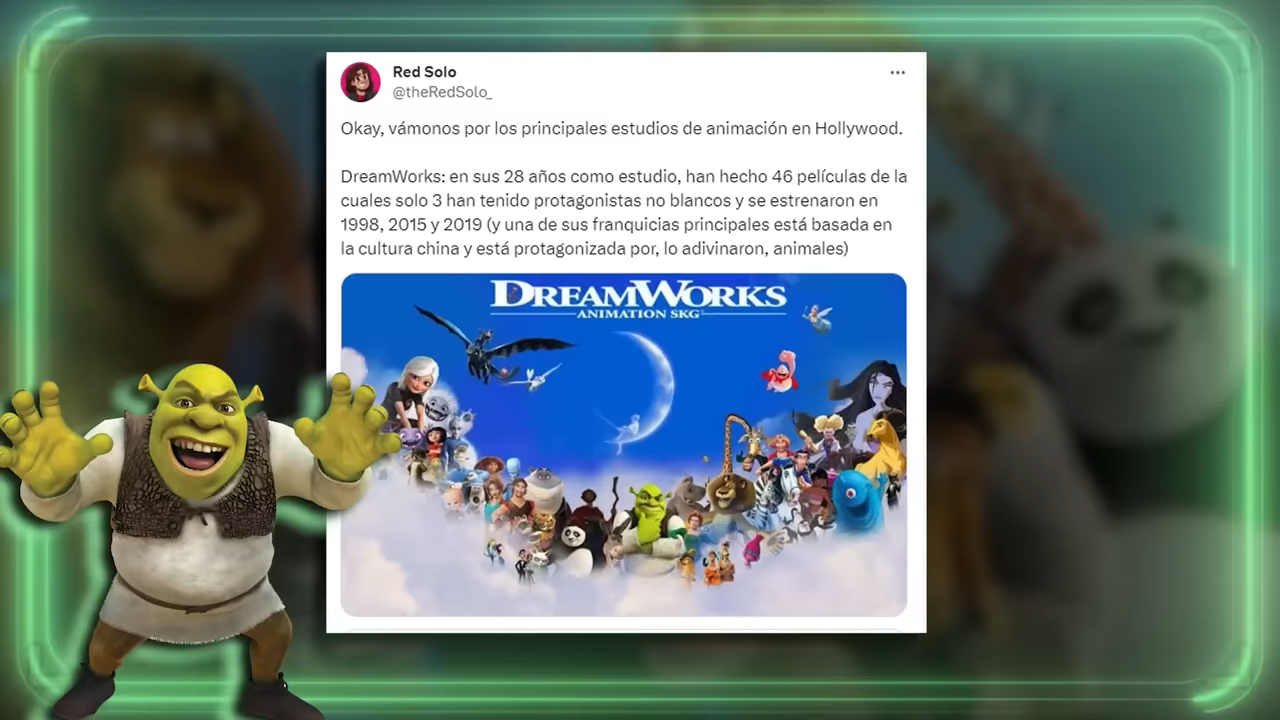 Red Solo
@theRedSolo_
Okay, vámonos por los principales estudios de animación en Hollywood.
DreamWorks: en sus 28 años como estudio, han hecho 46 películas de la
cuales solo 3 han tenido protagonistas no blancos y se estrenaron en
1998, 2015 y 2019 (y una de sus franquicias principales está basada en
la cultura china y está protagonizada por, lo adivinaron, animales)
DREAMWORKS
ANIMATION SKG